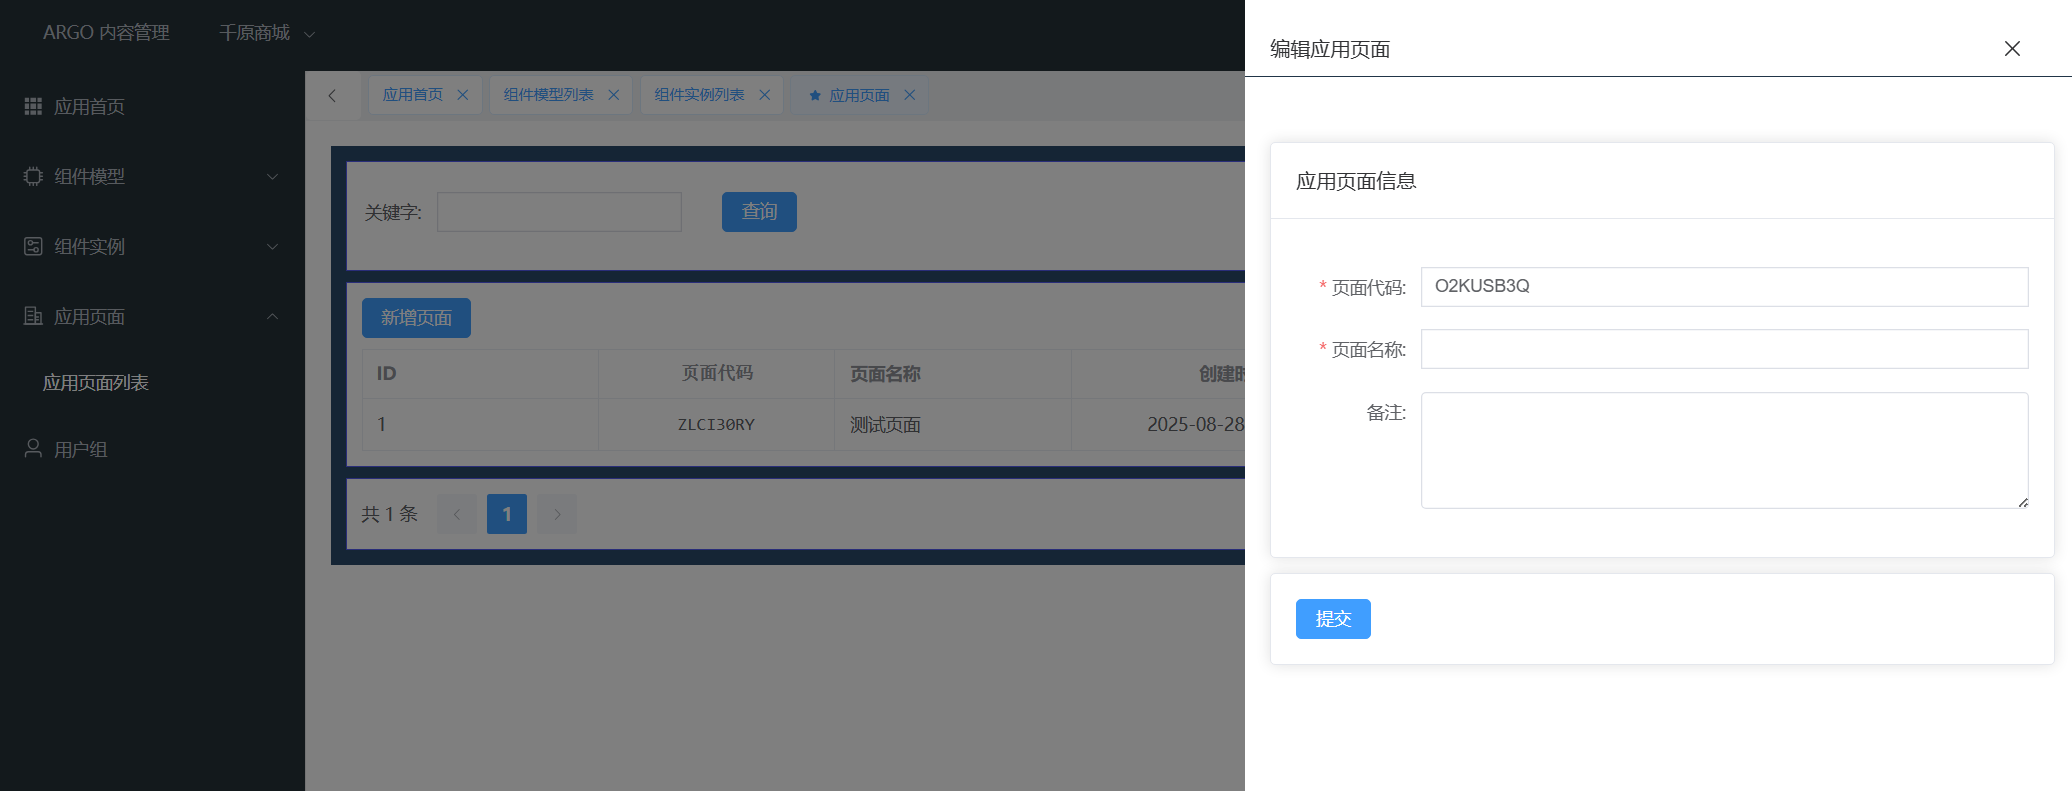 ARGO 内容管理
千原商城
应用首页
组件模型
组件实例
应用页面
应用页面列表
用户组
应用首页
组件模型列表
组件实例列表
应用页面
关键字:
查询
新增页面
ID 页面代码 页面名称
1 ZLCI30RY 测试页面 2025-08-28
共 1 条
1
编辑应用页面
应用页面信息
* 页面代码: O2KUSB3Q
* 页面名称:
备注:
提交